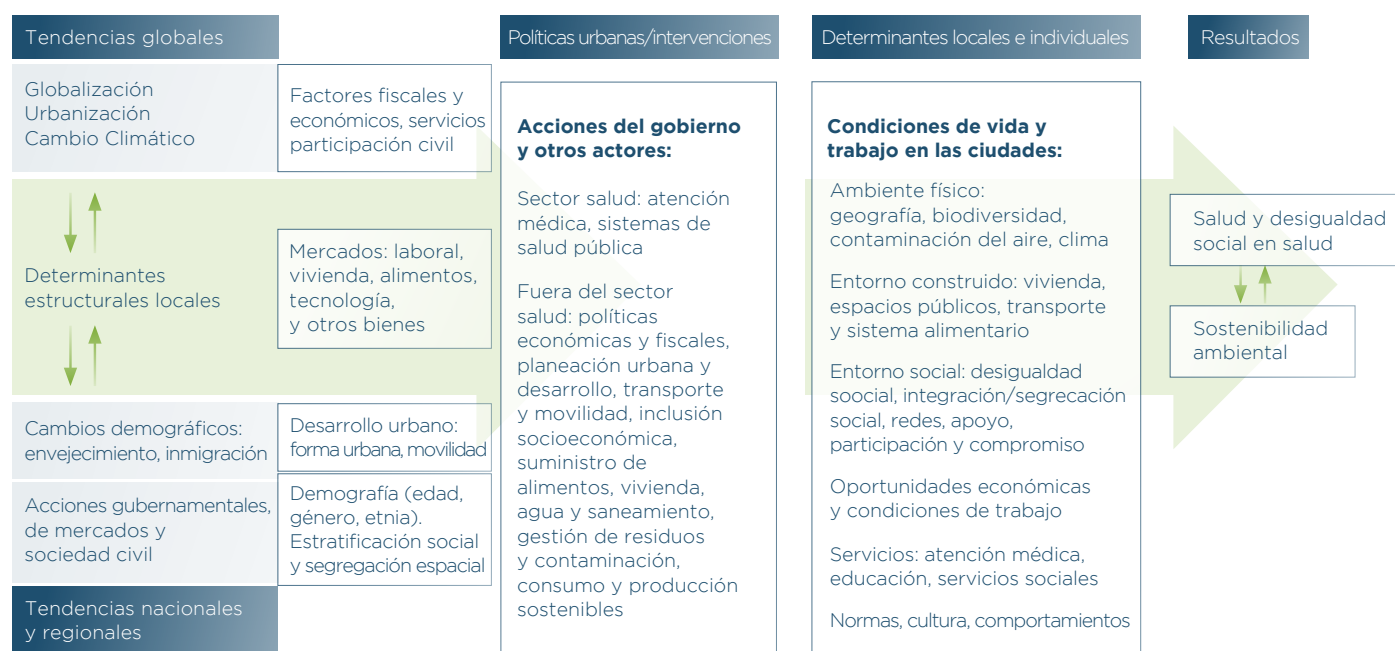 Tendencias globales
Globalización
Urbanización
Cambio Climático
Factores fiscales y
económicos, servicios
participación civil
Determinantes
estructurales locales
Mercados: laboral,
vivienda, alimentos,
tecnología,
y otros bienes
Cambios demográficos:
envejecimiento, inmigración
Desarrollo urbano:
forma urbana, movilidad
Acciones gubernamentales,
de mercados y
sociedad civil
Demografía (edad,
género, etnia).
Estratificación social
y segregación espacial
Tendencias nacionales
y regionales
Políticas urbanas/intervenciones
Acciones del gobierno
y otros actores:
Sector salud: atención
médica, sistemas de
salud pública
Fuera del sector
salud: políticas
económicas y fiscales,
planeación urbana y
desarrollo, transporte
y movilidad, inclusión
socioeconómica,
suministro de
alimentos, vivienda,
agua y saneamiento,
gestión de residuos
y contaminación,
consumo y producción
sostenibles
Determinantes locales e individuales
Condiciones de vida y
trabajo en las ciudades:
Ambiente físico:
geografía, biodiversidad,
contaminación del aire, clima
Entorno construido: vivienda,
espacios públicos, transporte
y sistema alimentario
Entorno social: desigualdad
soocial, integración/segrecación
social, redes, apoyo,
participación y compromiso
Oportunidades económicas
y condiciones de trabajo
Servicios: atención médica,
educación, servicios sociales
Normas, cultura, comportamientos
Resultados
Salud y desigualdad
social en salud
Sostenibilidad
ambiental